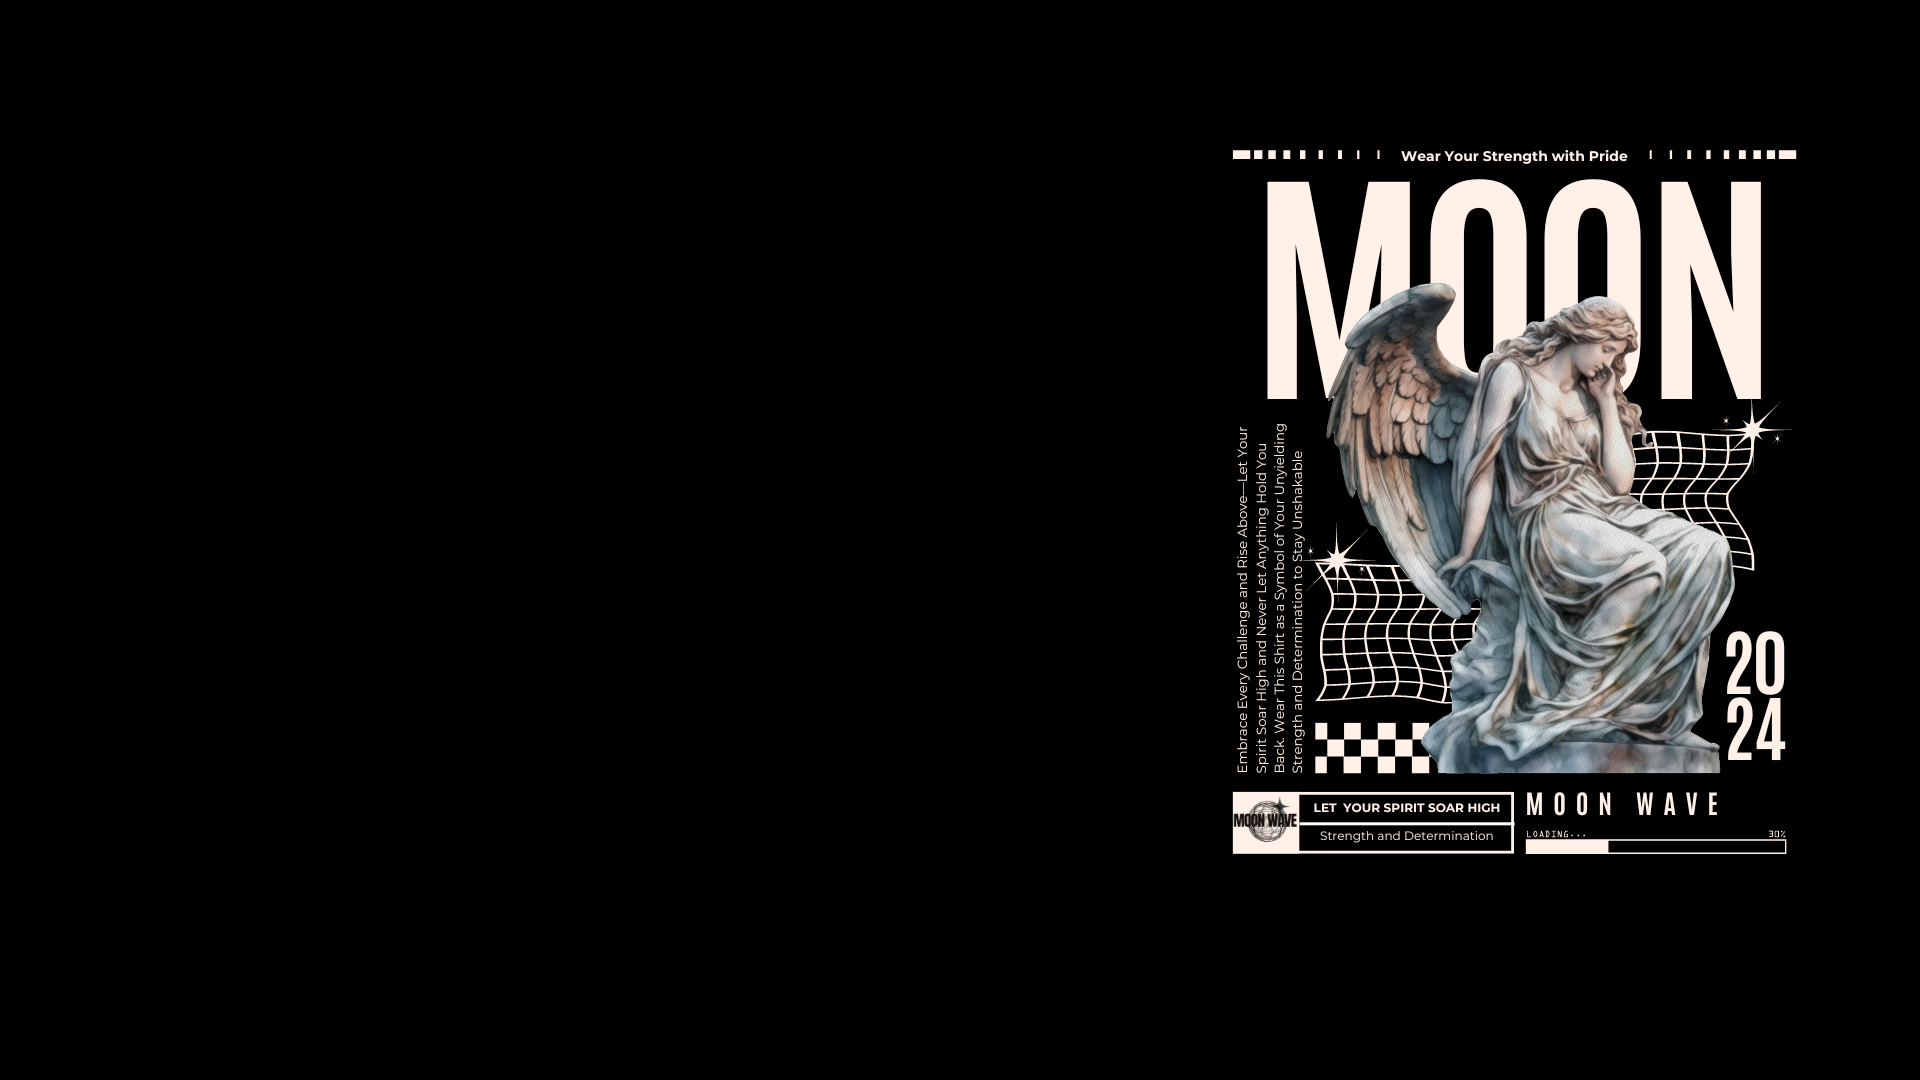 Wear Your Strength with Pride
MOON
Embrace Every Challenge and Rise Above—Let Your
Spirit Soar High and Never Let Anything Hold You
Back. Wear This Shirt as a Symbol of Your Unyielding
Strength and Determination to Stay Unshakable
20
24
MOON WAVE
LET YOUR SPIRIT SOAR HIGH
Strength and Determination
MOON WAVE
LOADING... 30%